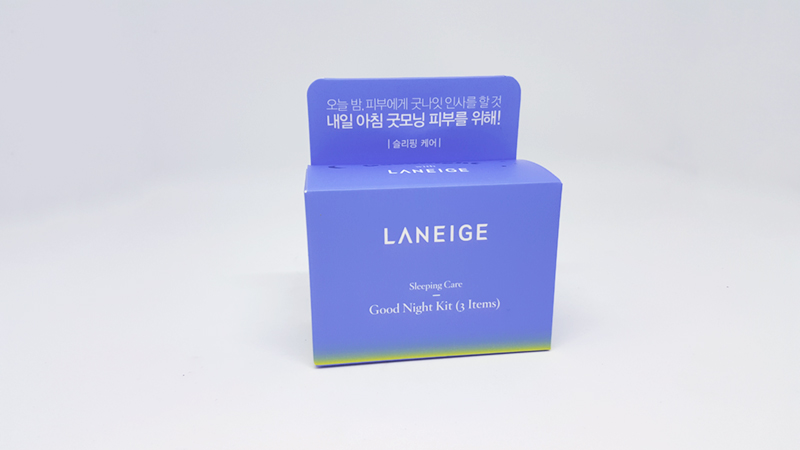 오늘 밤, 피부에게 굿나잇 인사를 할 것
내일 아침 굿모닝 피부를 위해!
| 슬리핑 케어 |
LANEIGE
LANEIGE
Sleeping Care
Good Night Kit (3 Items)